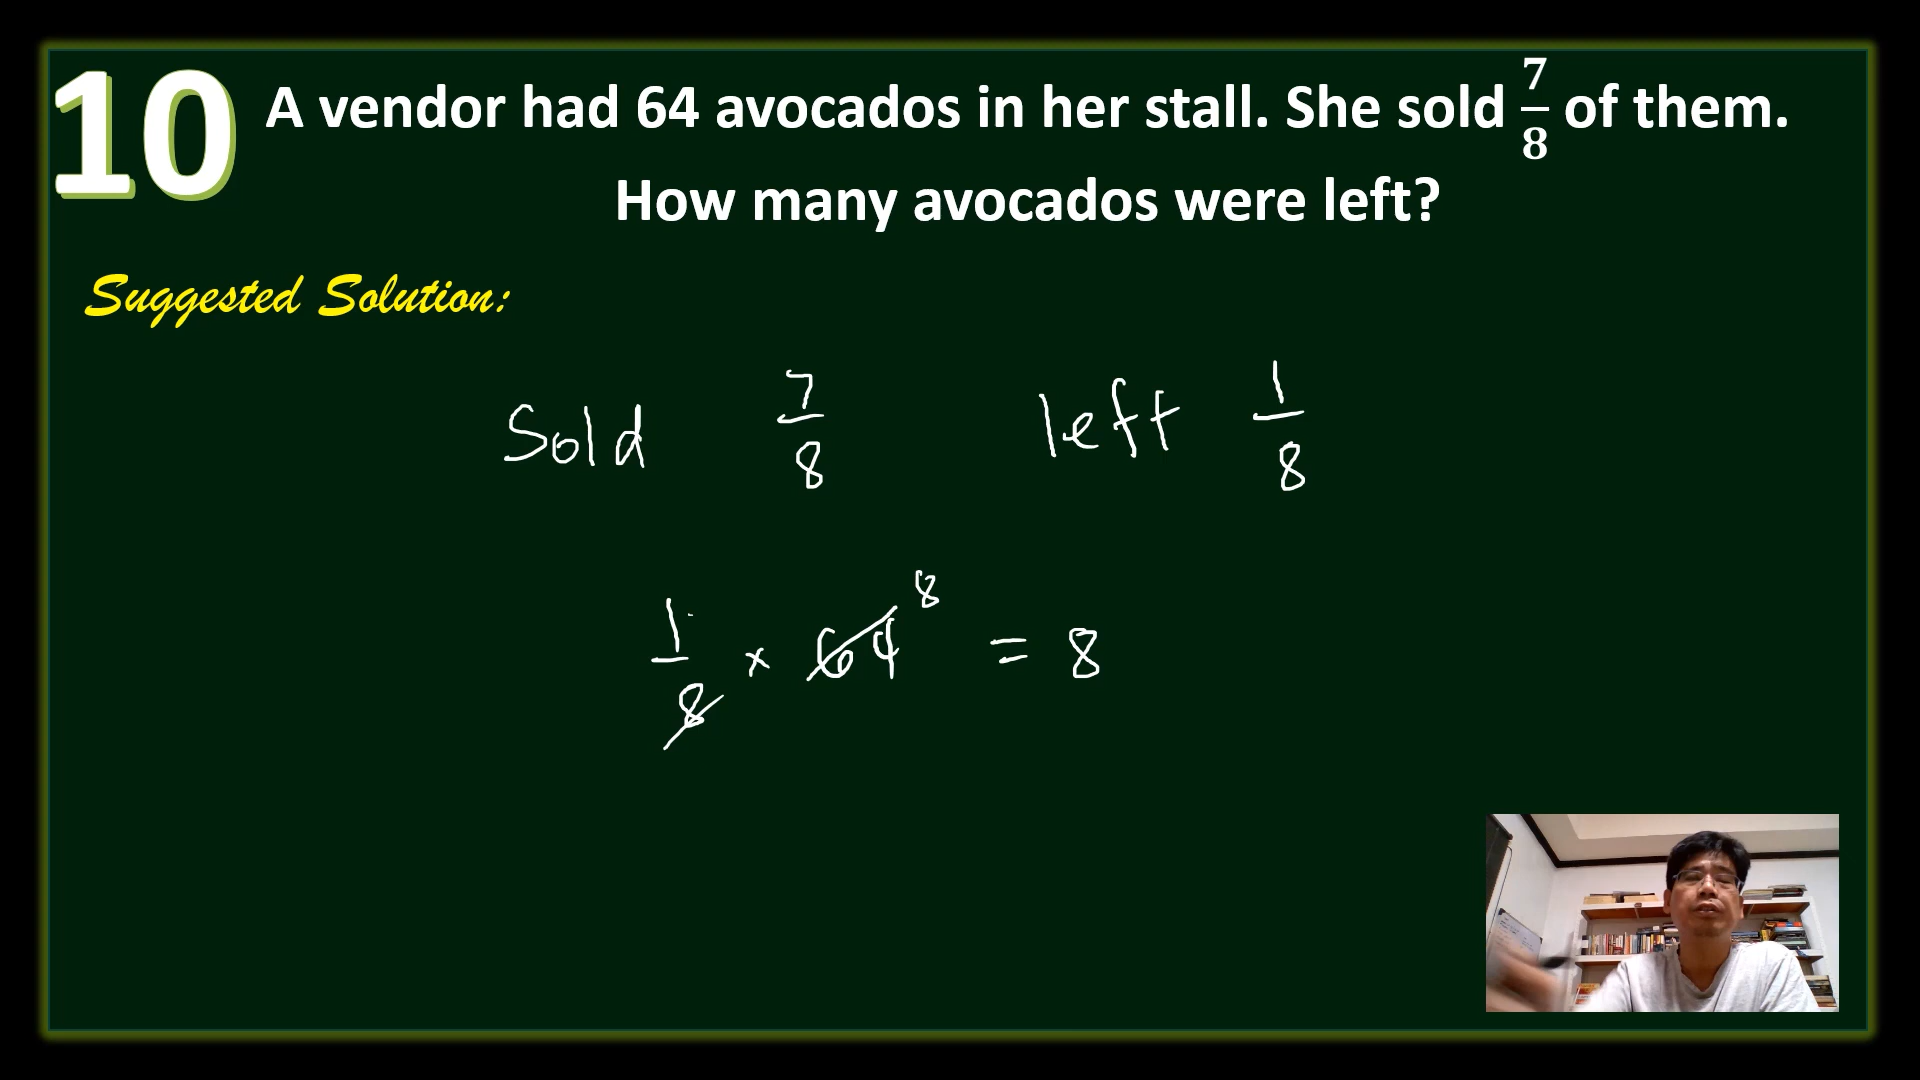 10
A vendor had 64 avocados in her stall. She sold 7/8 of them.
How many avocados were left?
Suggested Solution:
Sold 7/8 left 1/8
1/8 × 64 8 = 8